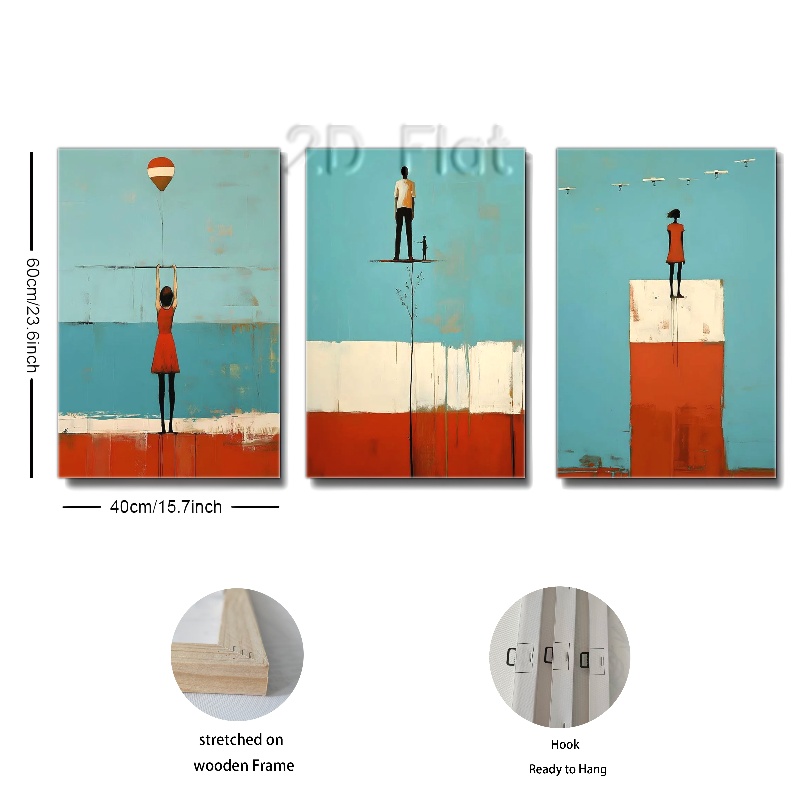 2D Flat
60cm/23.6inch
40cm/15.7inch
stretched on
wooden Frame
Hook
Ready to Hang